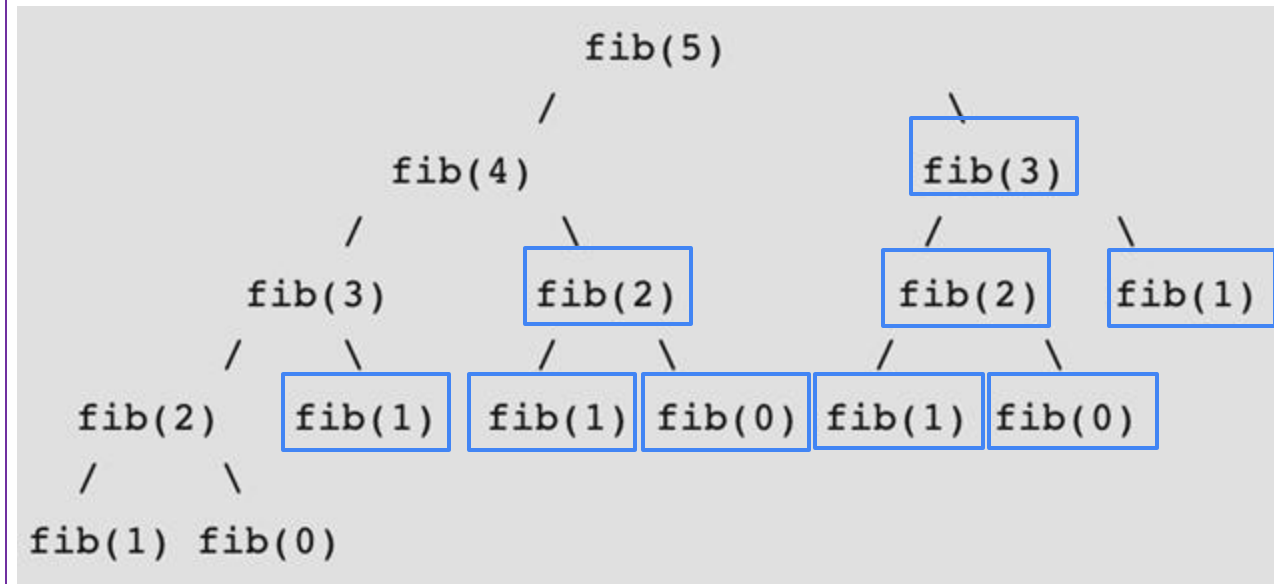 fib(5)
/ \
fib(4) fib(3)
/ \ / \
fib(3) fib(2) fib(2) fib(1)
/ \ / \ / \
fib(2) fib(1) fib(1) fib(0) fib(1) fib(0)
/ \
fib(1) fib(0)